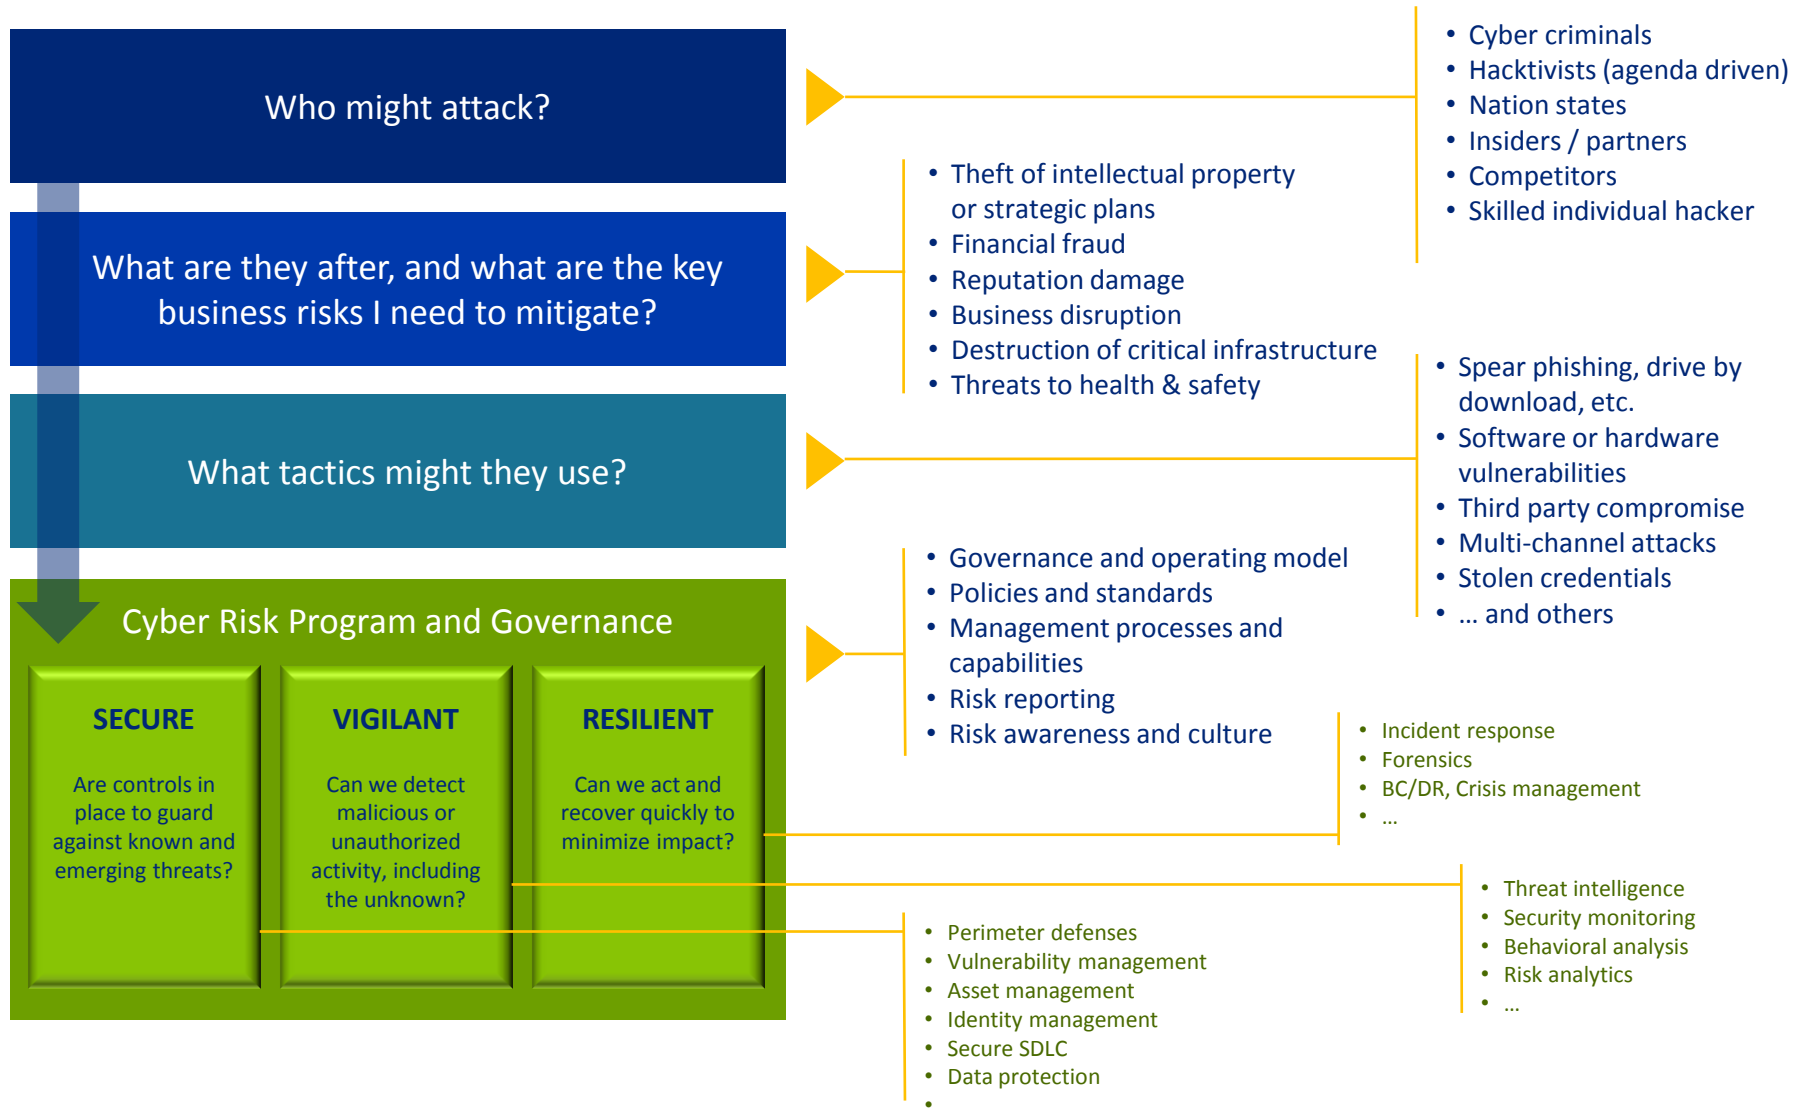 Who might attack?
• Cyber criminals
• Hacktivists (agenda driven)
• Nation states
• Insiders / partners
• Competitors
• Skilled individual hacker
What are they after, and what are the key
business risks I need to mitigate?
• Theft of intellectual property
or strategic plans
• Financial fraud
• Reputation damage
• Business disruption
• Destruction of critical infrastructure
• Threats to health & safety
What tactics might they use?
• Spear phishing, drive by
download, etc.
• Software or hardware
vulnerabilities
• Third party compromise
• Multi-channel attacks
• Stolen credentials
• ... and others
Cyber Risk Program and Governance
• Governance and operating model
• Policies and standards
• Management processes and
capabilities
• Risk reporting
• Risk awareness and culture
SECURE
Are controls in
place to guard
against known and
emerging threats?
VIGILANT
Can we detect
malicious or
unauthorized
activity, including
the unknown?
RESILIENT
Can we act and
recover quickly to
minimize impact?
• Incident response
• Forensics
• BC/DR, Crisis management
• ...
• Threat intelligence
• Security monitoring
• Behavioral analysis
• Risk analytics
• ...
• Perimeter defenses
• Vulnerability management
• Asset management
• Identity management
• Secure SDLC
• Data protection
•